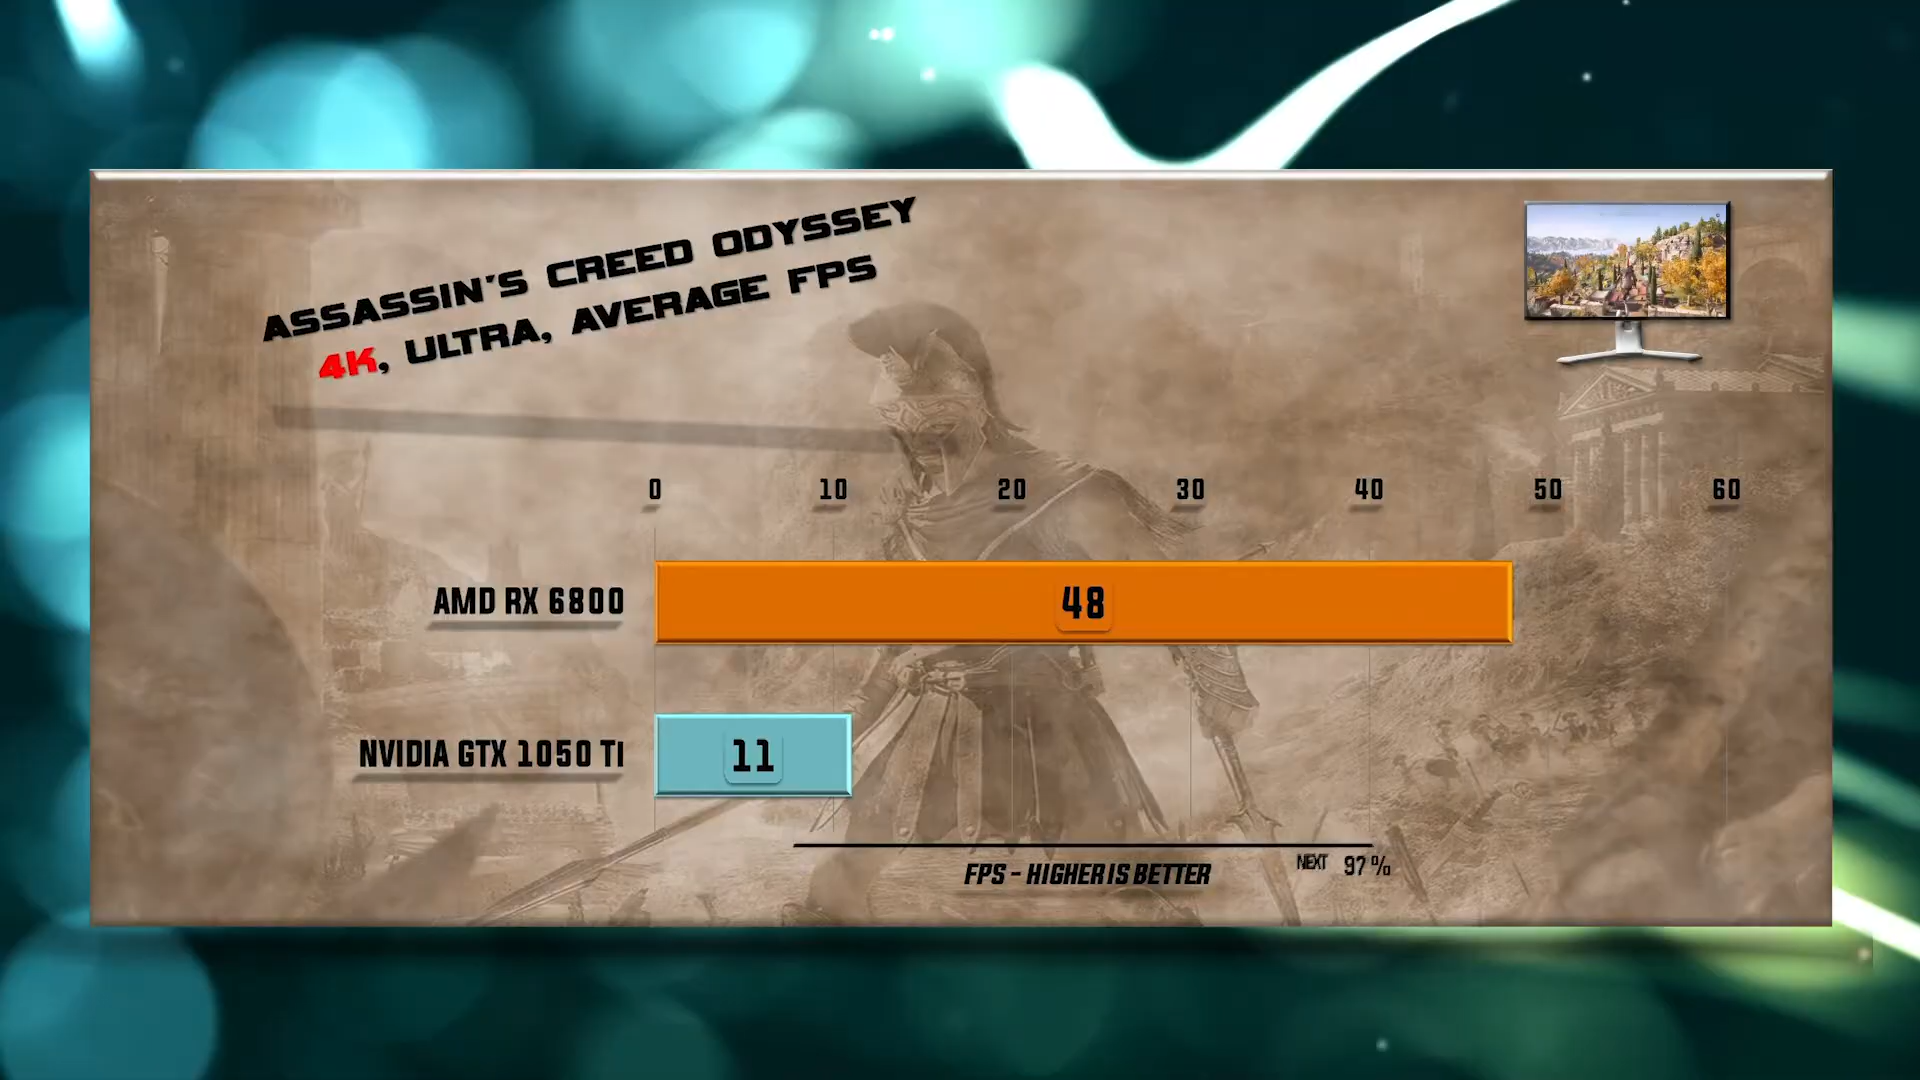 ASSASSIN'S CREED ODYSSEY
4K, ULTRA, AVERAGE FPS
0 10 20 30 40 50 60
AMD RX 6800 48
NVIDIA GTX 1050 TI 11
FPS - HIGHER IS BETTER
NEXT 97 %